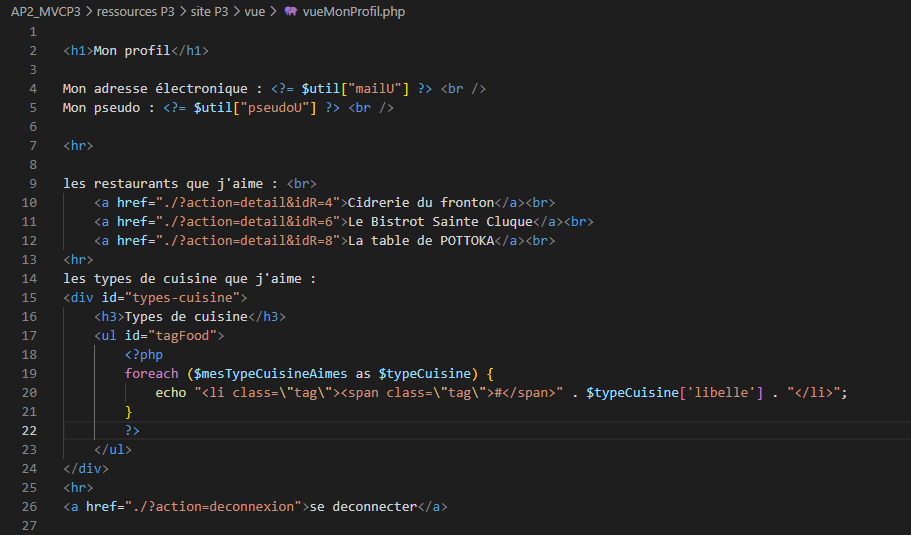 AP2_MVCP3 > ressources P3 > site P3 > vue > vueMonProfil.php
1
2 <h1>Mon profil</h1>
3
4 Mon adresse électronique : <?= $util["mailU"] ?> <br />
5 Mon pseudo : <?= $util["pseudoU"] ?> <br />
6
7 <hr>
8
9 les restaurants que j'aime : <br>
10     <a href="./?action=detail&idR=4">Cidrerie du fronton</a><br>
11     <a href="./?action=detail&idR=6">Le Bistrot Sainte Cluque</a><br>
12     <a href="./?action=detail&idR=8">La table de POTTOKA</a><br>
13 <hr>
14 les types de cuisine que j'aime :
15 <div id="types-cuisine">
16     <h3>Types de cuisine</h3>
17     <ul id="tagFood">
18         <?php
19         foreach ($mesTypeCuisineAimes as $typeCuisine) {
20             echo "<li class=\"tag\"><span class=\"tag\">#</span>" . $typeCuisine['libelle'] . "</li>";
21         }
22         ?>
23     </ul>
24 </div>
25 <hr>
26 <a href="./?action=deconnexion">se deconnecter</a>
27